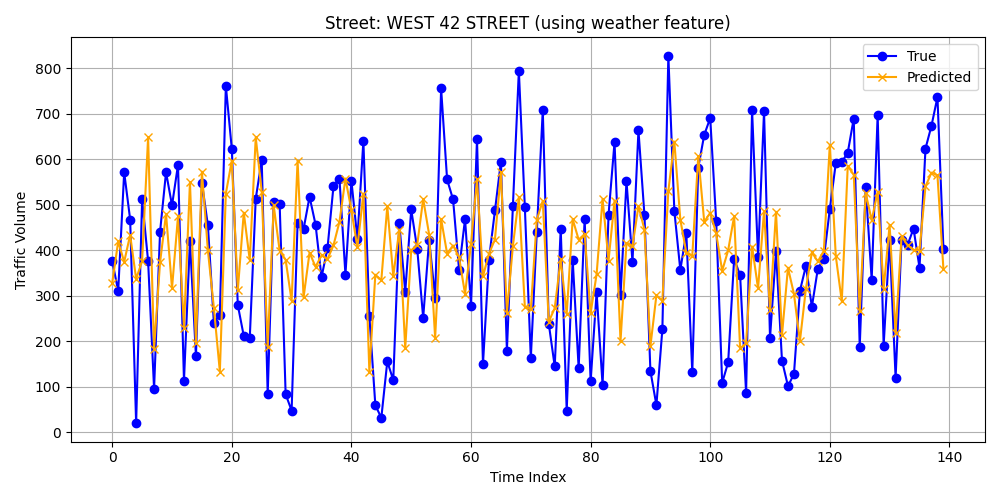 Street: WEST 42 STREET (using weather feature)
True
Predicted
Traffic Volume
800
700
600
500
400
300
200
100
0
0 20 40 60 80 100 120 140
Time Index